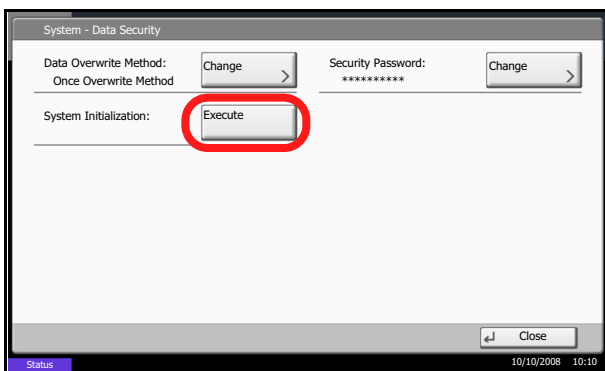 System - Data Security
Data Overwrite Method:
Once Overwrite Method
Change
Security Password:
**********
Change
System Initialization:
Execute
Close
Status
10/10/2008 10:10